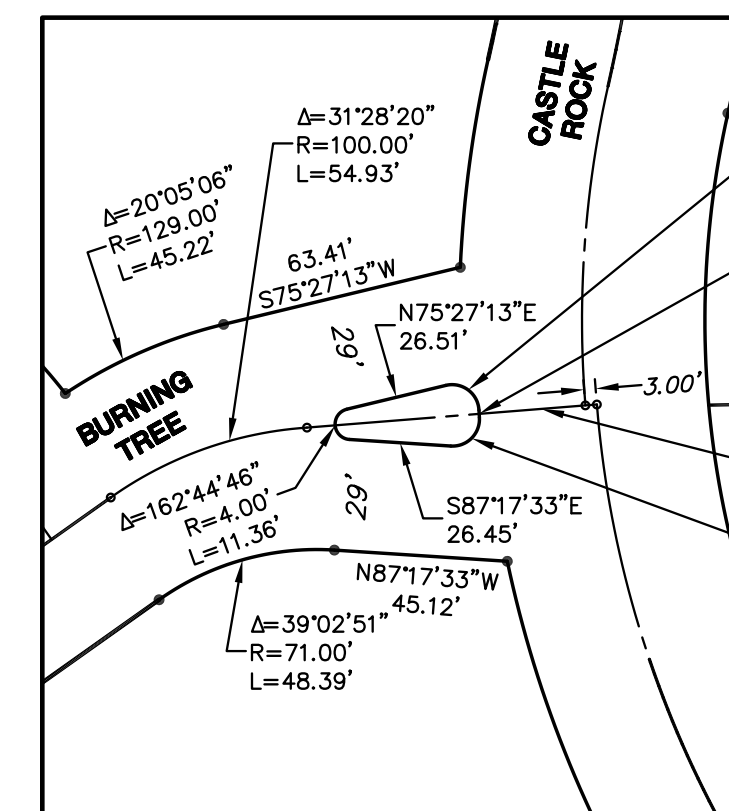 CASTLE
ROCK
Δ=31°28'20"
R=100.00'
L=54.93'
Δ=20°05'06"
R=129.00'
L=45.22'
63.41'
S75°27'13"W
N75°27'13"E
26.51'
29'
3.00'
BURNING
TREE
Δ=162°44'46"
R=4.00'
L=11.36'
29'
S87°17'33"E
26.45'
N87°17'33"W
45.12'
Δ=39°02'51"
R=71.00'
L=48.39'